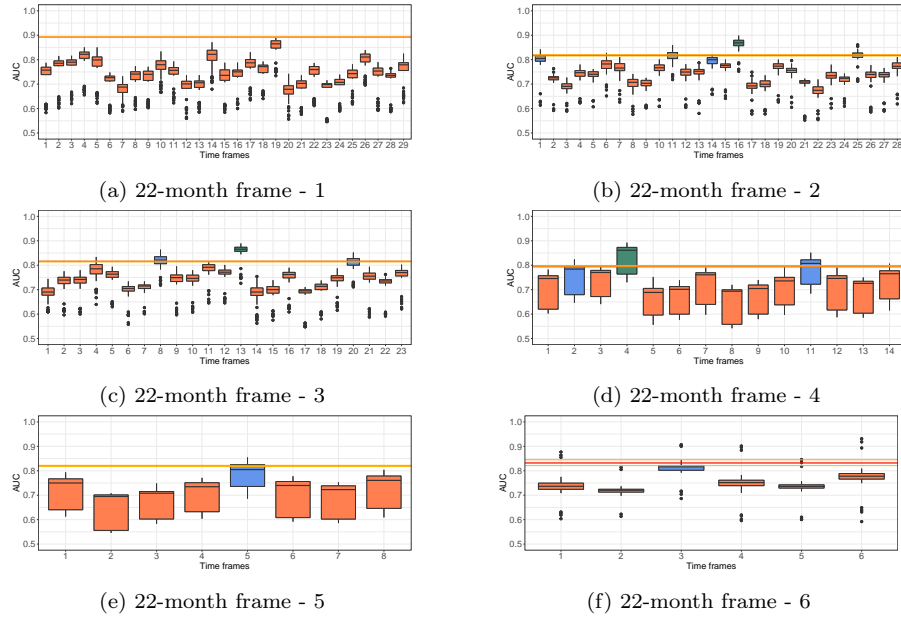 1.0
0.9
0.8
0.7
0.6
0.5
AUC
1 2 3 4 5 6 7 8 9 10 11 12 13 14 15 16 17 18 19 20 21 22 23 24 25 26 27 28 29
Time frames
(a) 22-month frame - 1
1.0
0.9
0.8
0.7
0.6
0.5
AUC
1 2 3 4 5 6 7 8 9 10 11 12 13 14 15 16 17 18 19 20 21 22 23 24 25 26 27 28
Time frames
(b) 22-month frame - 2
1.0
0.9
0.8
0.7
0.6
0.5
AUC
1 2 3 4 5 6 7 8 9 10 11 12 13 14 15 16 17 18 19 20 21 22 23
Time frames
(c) 22-month frame - 3
1.0
0.9
0.8
0.7
0.6
0.5
AUC
1 2 3 4 5 6 7 8 9 10 11 12 13 14
Time frames
(d) 22-month frame - 4
1.0
0.9
0.8
0.7
0.6
0.5
AUC
1 2 3 4 5 6 7 8
Time frames
(e) 22-month frame - 5
1.0
0.9
0.8
0.7
0.6
0.5
AUC
1 2 3 4 5 6
Time frames
(f) 22-month frame - 6